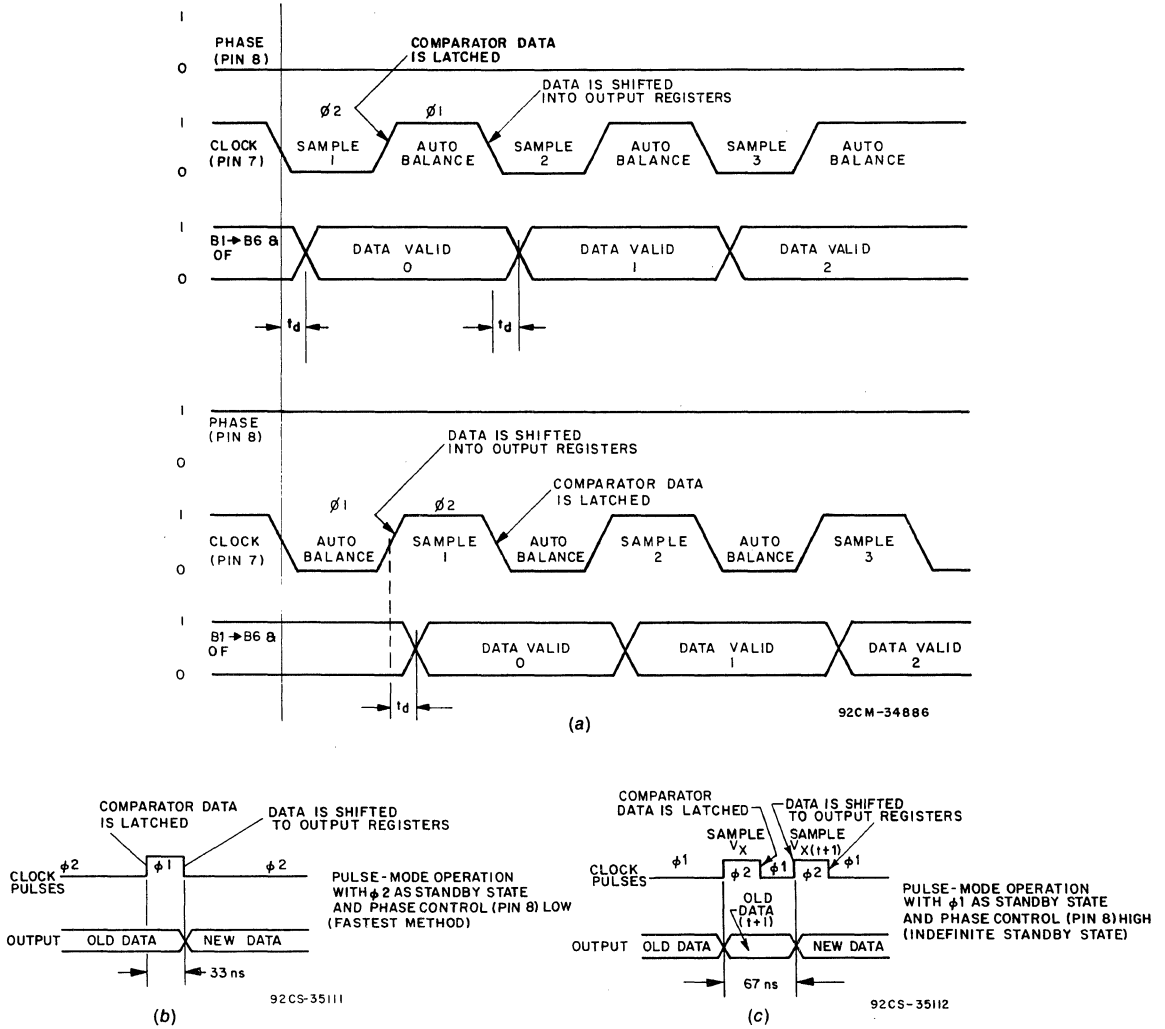 1
PHASE
(PIN 8)
0
COMPARATOR DATA
IS LATCHED
DATA IS SHIFTED
INTO OUTPUT REGISTERS
Ø2
Ø1
1
CLOCK
(PIN 7)
0
SAMPLE
1
AUTO
BALANCE
SAMPLE
2
AUTO
BALANCE
SAMPLE
3
AUTO
BALANCE
1
B1→B6 &
OF
0
DATA VALID
0
DATA VALID
1
DATA VALID
2
td
td
1
PHASE
(PIN 8)
0
DATA IS SHIFTED
INTO OUTPUT REGISTERS
COMPARATOR DATA
IS LATCHED
Ø1
Ø2
1
CLOCK
(PIN 7)
0
AUTO
BALANCE
SAMPLE
1
AUTO
BALANCE
SAMPLE
2
AUTO
BALANCE
SAMPLE
3
1
B1→B6 &
OF
0
DATA VALID
0
DATA VALID
1
DATA VALID
2
td
(a)
92CM-34886
COMPARATOR DATA
IS LATCHED
DATA IS SHIFTED
TO OUTPUT REGISTERS
ϕ2
ϕ1
ϕ2
CLOCK
PULSES
PULSE-MODE OPERATION
WITH ϕ2 AS STANDBY STATE
AND PHASE CONTROL (PIN 8) LOW
(FASTEST METHOD)
OUTPUT
OLD DATA
NEW DATA
33 ns
92CS-35111
(b)
COMPARATOR
DATA IS LATCHED
DATA IS SHIFTED
TO OUTPUT REGISTERS
SAMPLE
VX
SAMPLE
VX(t+1)
ϕ1
ϕ2
ϕ1
ϕ2
ϕ1
CLOCK
PULSES
OLD
DATA
(t+1)
PULSE-MODE OPERATION
WITH ϕ1 AS STANDBY STATE
AND PHASE CONTROL (PIN 8) HIGH
(INDEFINITE STANDBY STATE)
OUTPUT
OLD DATA
NEW DATA
67 ns
92CS-35112
(c)